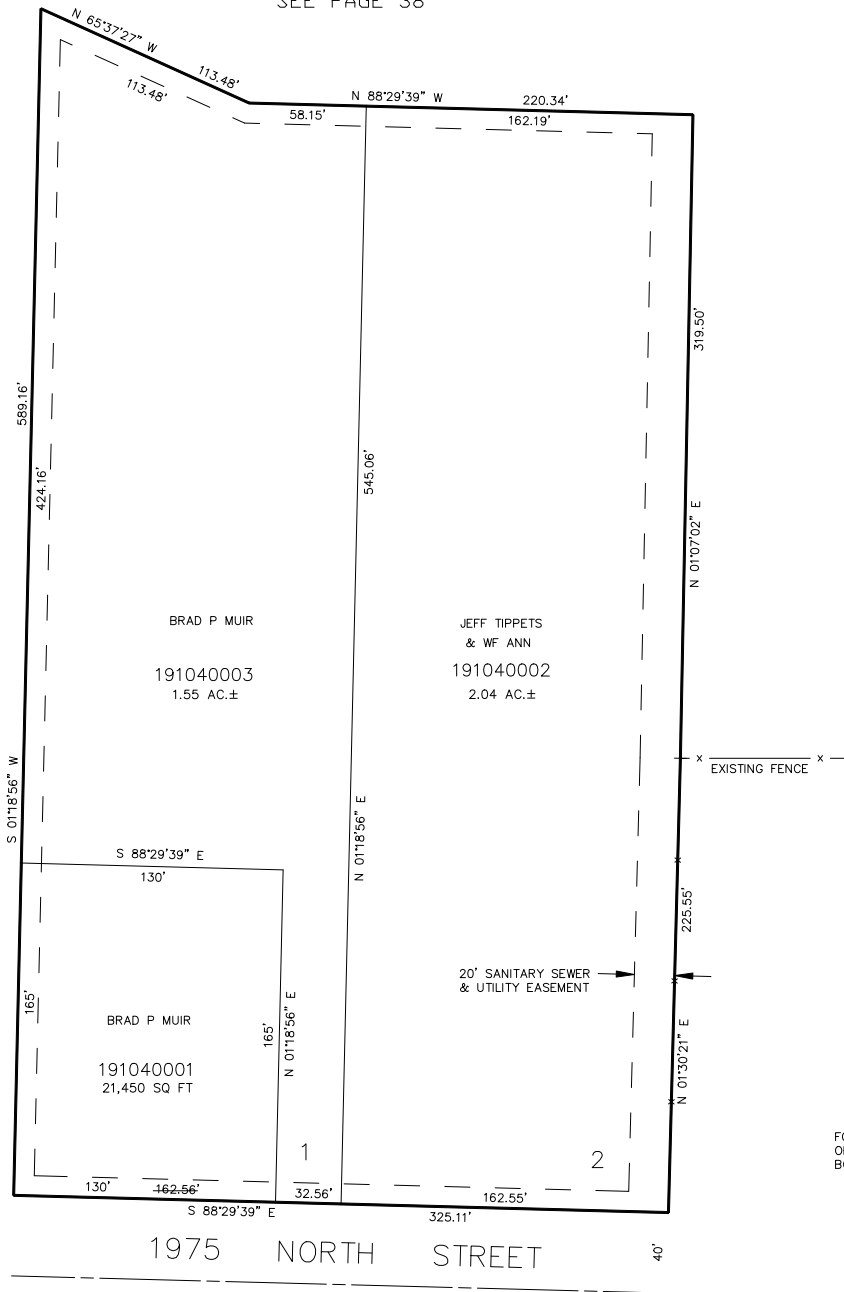 SEE PAGE 38
N 65°37'27" W
113.48'
113.48'
N 88°29'39" W
220.34'
58.15'
162.19'
319.50'
589.16'
424.16'
545.06'
N 01°07'02" E
BRAD P MUIR
191040003
1.55 AC.±
JEFF TIPPETS
& WF ANN
191040002
2.04 AC.±
x x
EXISTING FENCE
S 01°18'56" W
N 01°18'56" E
S 88°29'39" E
130'
x
225.55'
20' SANITARY SEWER
& UTILITY EASEMENT
x
165'
165'
N 01°18'56" E
BRAD P MUIR
191040001
21,450 SQ FT
N 01°30'21" E
x
1
2
130'
162.56'
32.56'
162.55'
S 88°29'39" E
325.11'
1975 NORTH STREET
40'